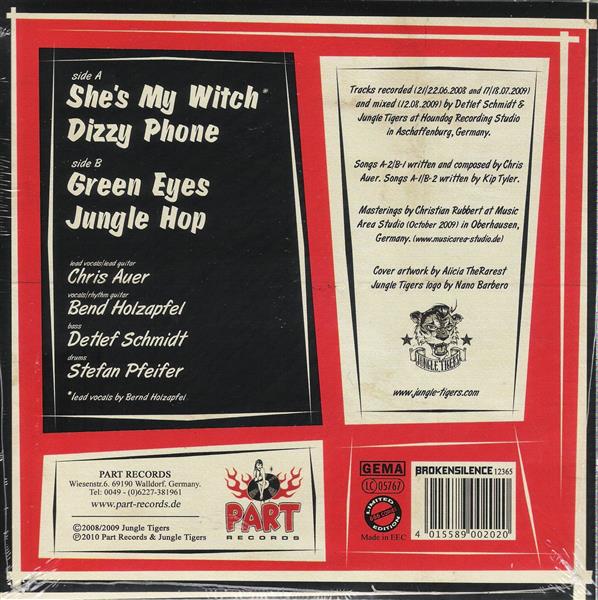 side A
She's My Witch*
Dizzy Phone
side B
Green Eyes
Jungle Hop
lead vocals/lead guitar
Chris Auer
vocals/rhythm guitar
Bend Holzapfel
bass
Detlef Schmidt
drums
Stefan Pfeifer
*lead vocals by Bernd Holzapfel
Tracks recorded (21/22.06.2008 and 17/18.07.2009)
and mixed (12.08.2009) by Detlef Schmidt &
Jungle Tigers at Houndog Recording Studio
in Aschaffenburg, Germany.
Songs A-2/B-1 written and composed by Chris
Auer. Songs A-1/B-2 written by Kip Tyler.
Masterings by Christian Rubbert at Music
Area Studio (October 2009) in Oberhausen,
Germany. (www.musicarea-studio.de)
Cover artwork by Alicia TheRarest
Jungle Tigers logo by Nano Barbero
JUNGLE TIGERS
www.jungle-tigers.com
PART RECORDS
Wiesenstr.6. 69190 Walldorf. Germany.
Tel: 0049 - (0)6227-381961
www.part-records.de
©2008/2009 Jungle Tigers
℗2010 Part Records & Jungle Tigers
PART
RECORDS
GEMA
LC 05767
LIMITED
EDITION
Made in EEC
BROKENSILENCE 12365
4 015589 002020